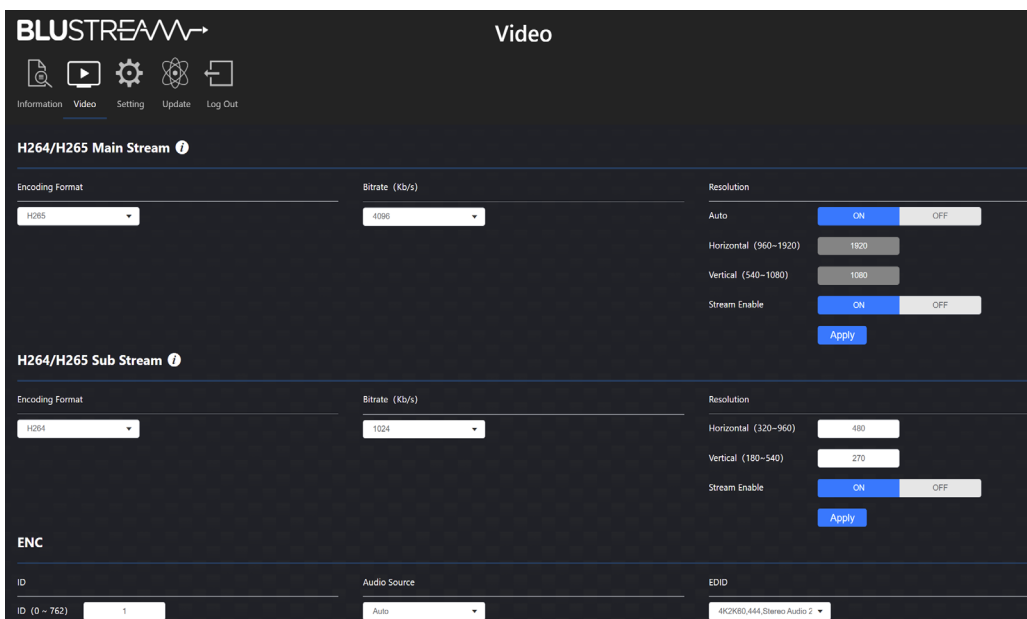 BLUSTREAM
Video
Information Video Setting Update Log Out
H264/H265 Main Stream i
Encoding Format Bitrate (Kb/s) Resolution
H265 4096 Auto ON OFF
Horizontal (960~1920) 1920
Vertical (540~1080) 1080
Stream Enable ON OFF
Apply
H264/H265 Sub Stream i
Encoding Format Bitrate (Kb/s) Resolution
H264 1024 Horizontal (320~960) 480
Vertical (180~540) 270
Stream Enable ON OFF
Apply
ENC
ID Audio Source EDID
ID (0 ~ 762) 1 Auto 4K2K60,444,Stereo Audio 2